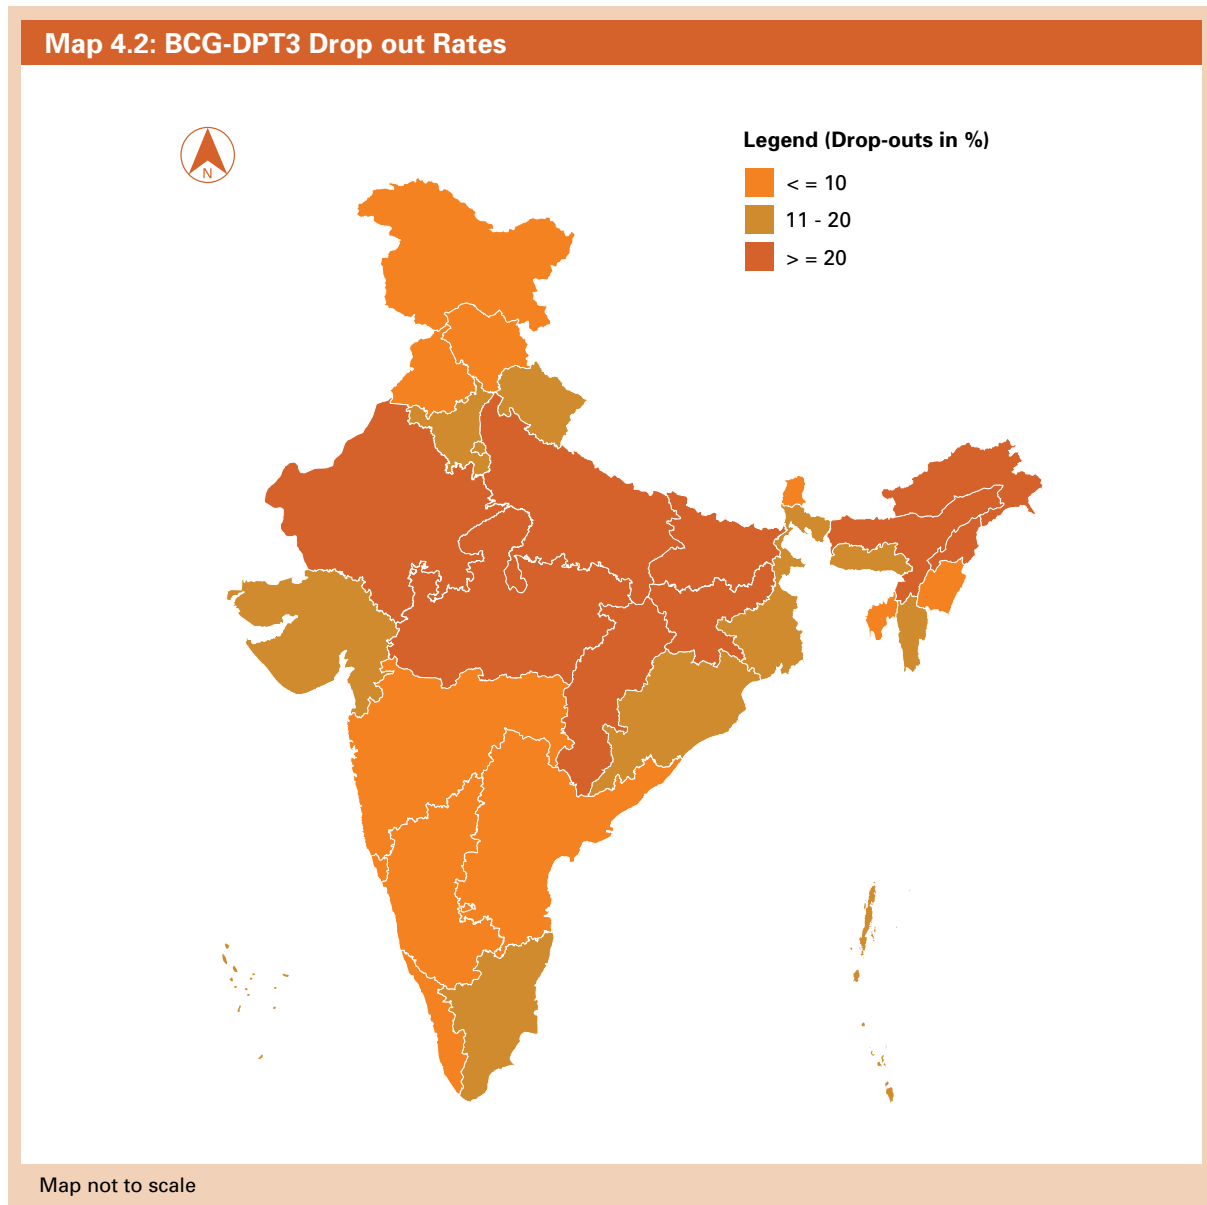 Map 4.2: BCG-DPT3 Drop out Rates
N
Legend (Drop-outs in %)
< = 10
11 - 20
> = 20
Map not to scale